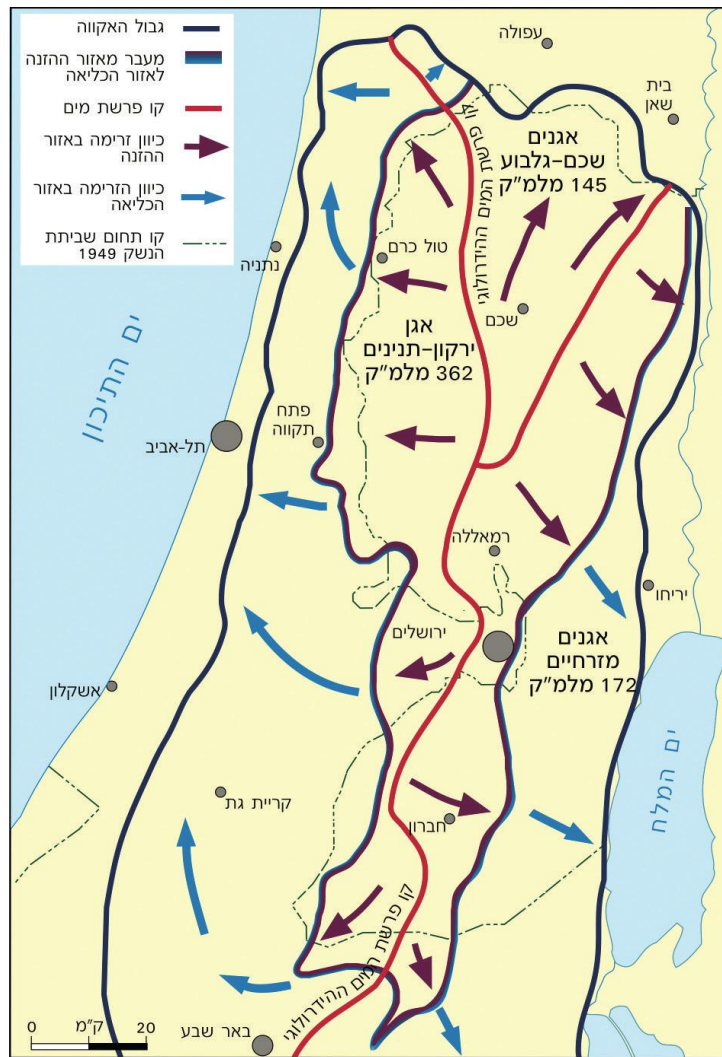 גבול האקווה
מעבר מאזור ההזנה
לאזור הכליאה
קו פרשת מים
כיוון זרימה באזור
ההזנה
כיוון הזרימה באזור
הכליאה
קו תחום שביתת
הנשק 1949
עפולה
בית
שאן
אגנים
שכם-גלבוע
145 מלמ"ק
קו פרשת המים ההידרולוגי
טול כרם
נתניה
שכם
אגן
ירקון-תנינים
362 מלמ"ק
ים התיכון
פתח
תקווה
תל-אביב
רמאללה
יריחו
ירושלים
אגנים
מזרחיים
172 מלמ"ק
אשקלון
ים המלח
קריית גת
חברון
קו פרשת המים ההידרולוגי
באר שבע
0 ק"מ 20